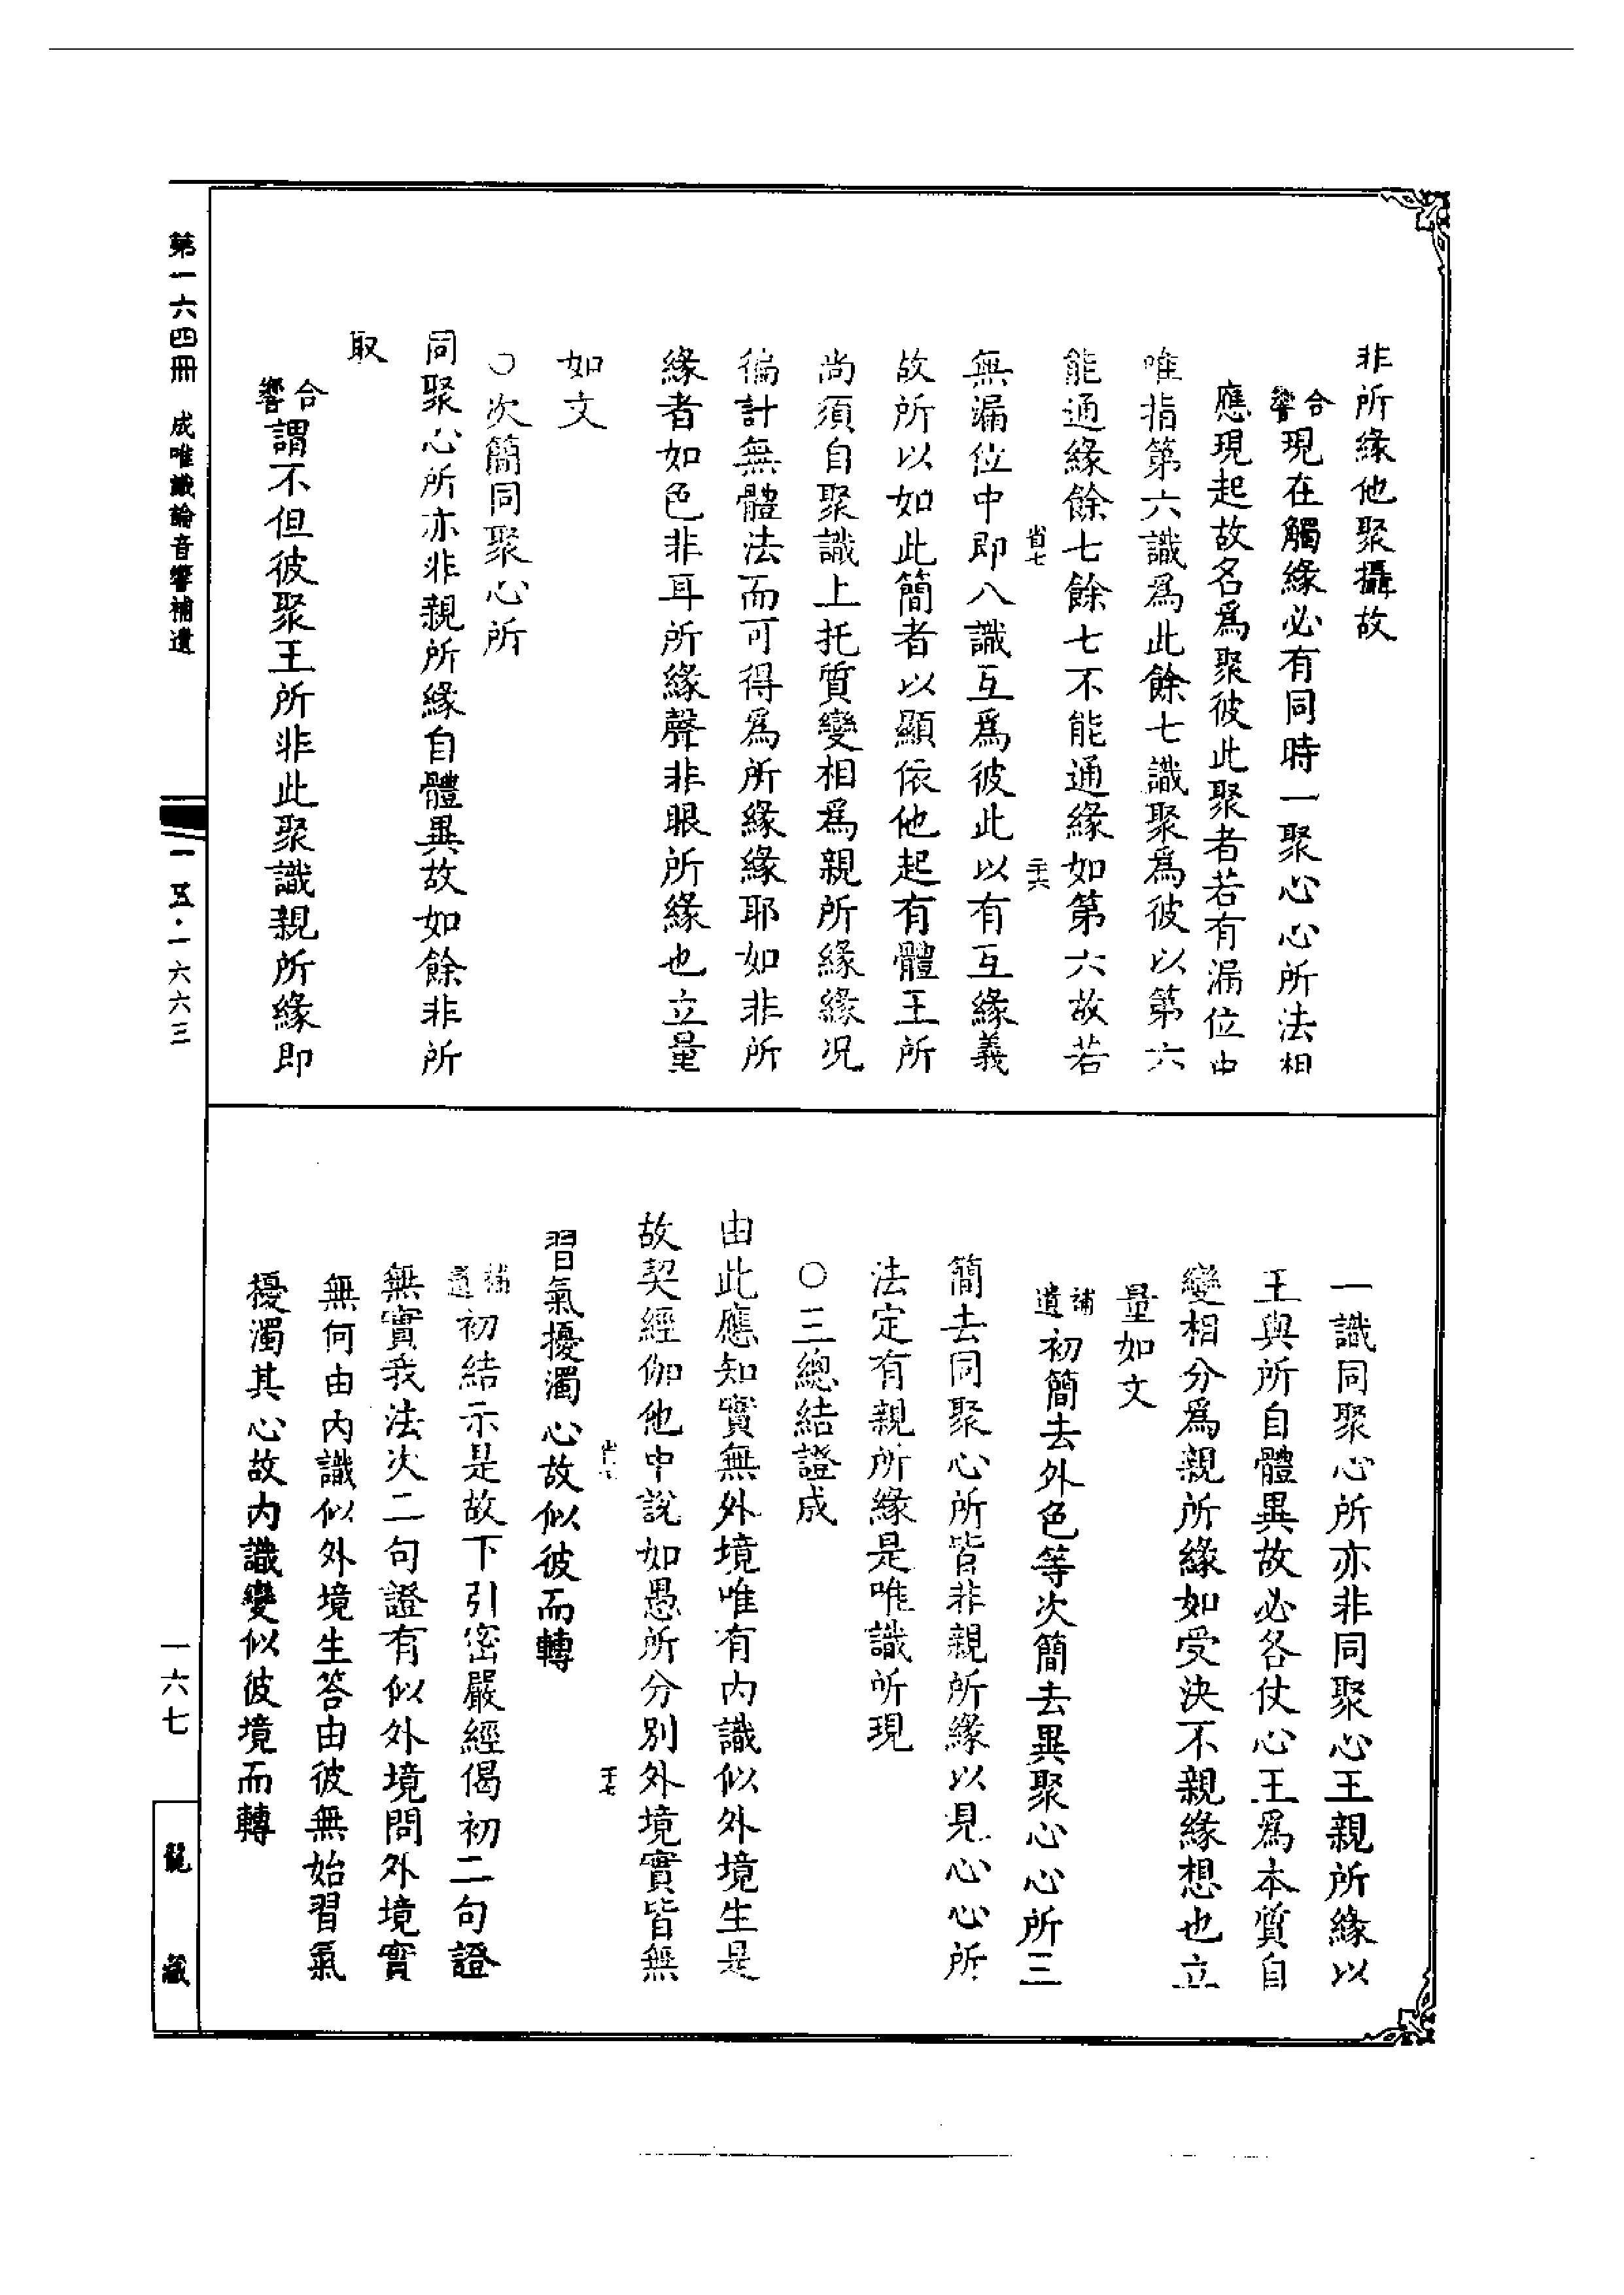 非所緣他聚攝故
合響現在觸緣必有同時一聚心心所法相
應現起故名爲聚彼此聚者若有漏位中
唯指第六識爲此餘七識聚爲彼以第六
能通緣餘七餘七不能通緣如第六故若
省七
二十六
無漏位中即八識互爲彼此以有互緣義
故所以如此簡者以顯依他起有體王所
尚須自聚識上托質變相爲親所緣緣况
徧計無體法而可得爲所緣緣耶如非所
緣者如色非耳所緣聲非眼所緣也立量
如文
○次簡同聚心所
同聚心所亦非親所緣自體異故如餘非所
取
合響謂不但彼聚王所非此聚識親所緣即
一識同聚心所亦非同聚心王親所緣以
王與所自體異故必各仗心王爲本質自
變相分爲親所緣如受決不親緣想也立
量如文
補遺初簡去外色等次簡去異聚心心所三
簡去同聚心所皆非親所緣以見心心所
法定有親所緣是唯識所現
○三總結證成
由此應知實無外境唯有內識似外境生是
故契經伽他中說如愚所分別外境實皆無
習氣擾濁心故似彼而轉
補遺初結示是故下引密嚴經偈初二句證
無實我法次二句證有似外境問外境實
無何由內識似外境生答由彼無始習氣
擾濁其心故內識變似彼境而轉
第一六四冊 成唯識論音響補遺
一五·一六六三
一六七
龍藏